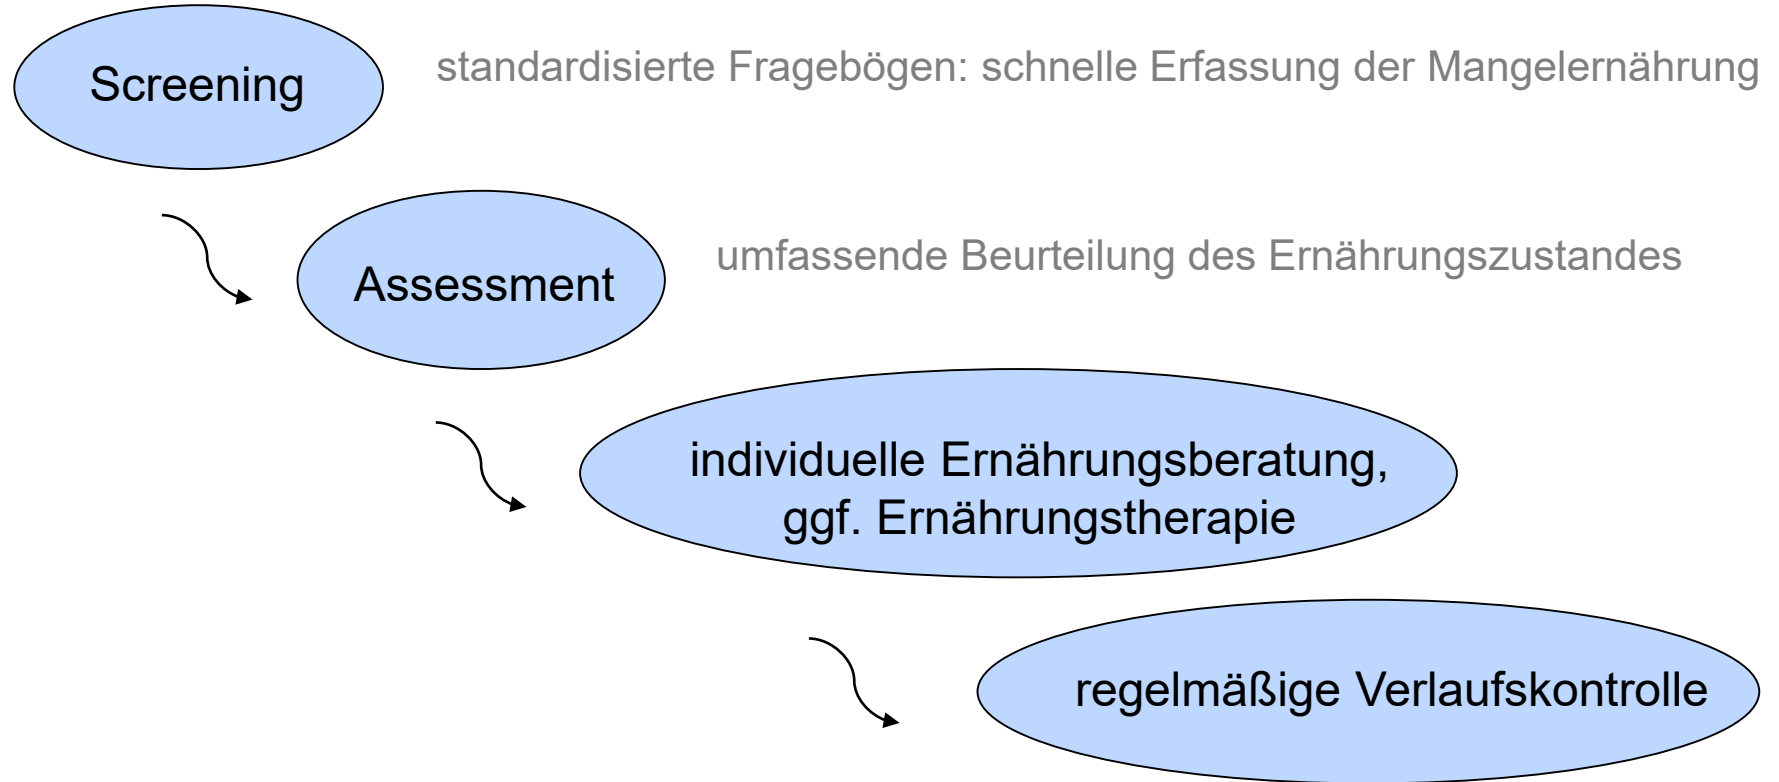 Screening
standardisierte Fragebögen: schnelle Erfassung der Mangelernährung
Assessment
umfassende Beurteilung des Ernährungszustandes
individuelle Ernährungsberatung,
ggf. Ernährungstherapie
regelmäßige Verlaufskontrolle